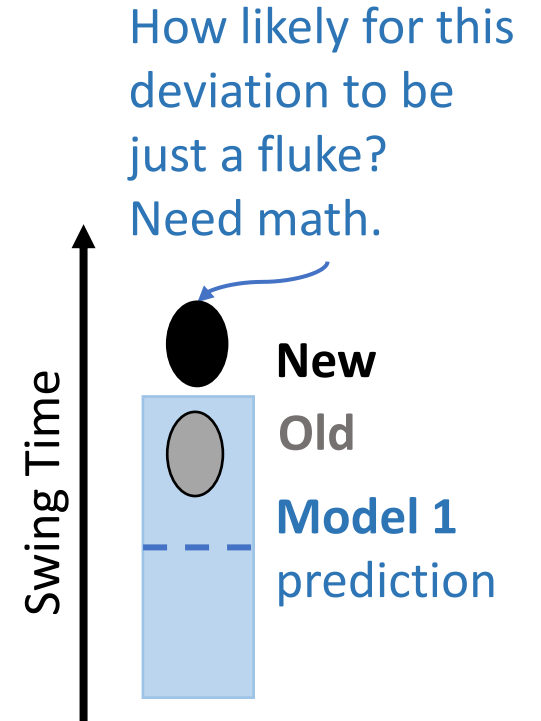 How likely for this
deviation to be
just a fluke?
Need math.
New
Old
Model 1
prediction
Swing Time